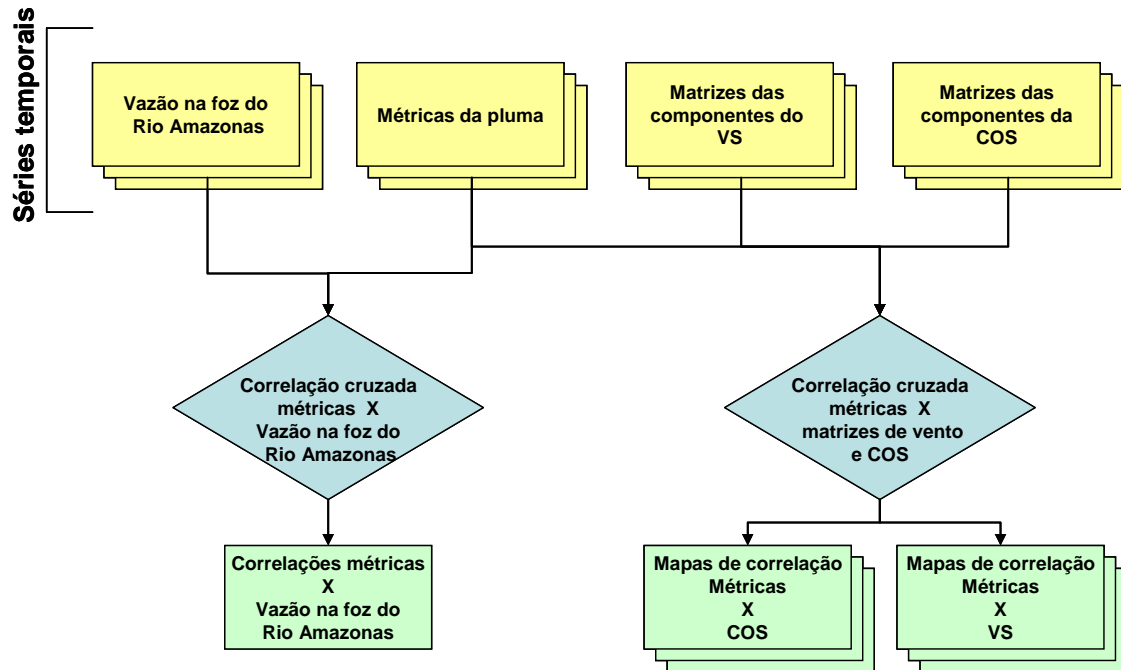 Séries temporais
Vazão na foz do
Rio Amazonas
Métricas da pluma
Matrizes das
componentes do
VS
Matrizes das
componentes da
COS
Correlação cruzada
métricas X
Vazão na foz do
Rio Amazonas
Correlação cruzada
métricas X
matrizes de vento
e COS
Correlações métricas
X
Vazão na foz do
Rio Amazonas
Mapas de correlação
Métricas
X
COS
Mapas de correlação
Métricas
X
VS